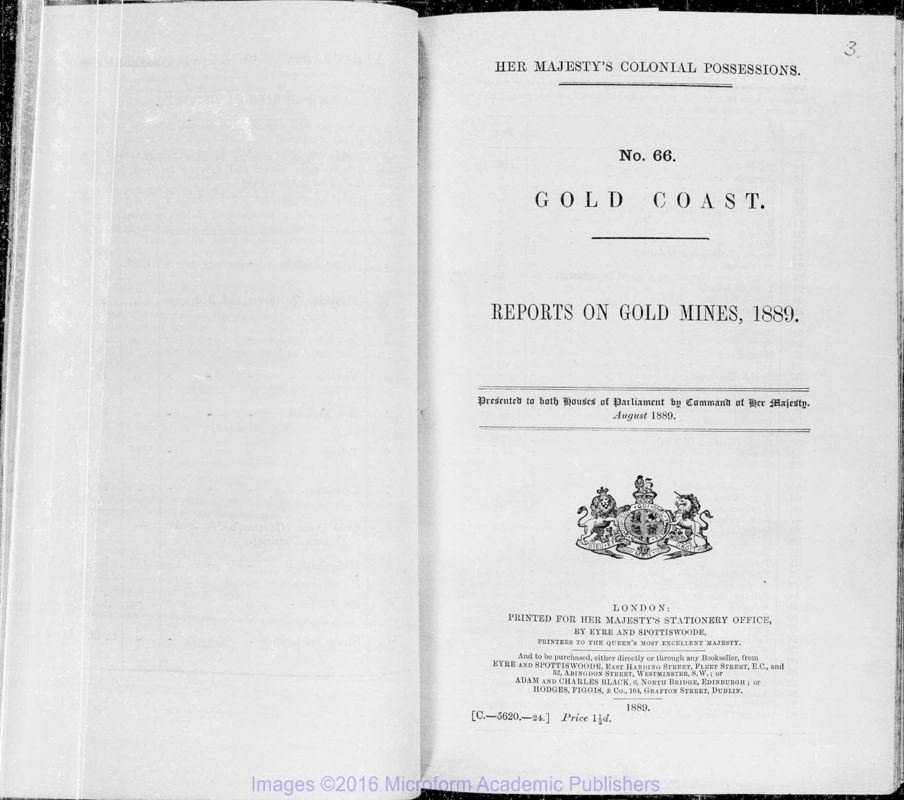 3.
HER MAJESTY'S COLONIAL POSSESSIONS.
No. 66.
GOLD COAST.
REPORTS ON GOLD MINES, 1889.
Presented to both Houses of Parliament by Command of Her Majesty.
August 1889.
LONDON:
PRINTED FOR HER MAJESTY'S STATIONERY OFFICE,
BY EYRE AND SPOTTISWOODE,
PRINTERS TO THE QUEEN'S MOST EXCELLENT MAJESTY.
And to be purchased, either directly or through any Bookseller, from
EYRE AND SPOTTISWOODE, EAST HARDING STREET, FLEET STREET, E.C., and
32, ABINGDON STREET, WESTMINSTER, S.W.; or
ADAM AND CHARLES BLACK, 6, NORTH BRIDGE, EDINBURGH; or
HODGES, FIGGIS, & Co., 104, GRAFTON STREET, DUBLIN.
1889.
[C.—5620.—24.] Price 1½d.
Images ©2016 Microform Academic Publishers